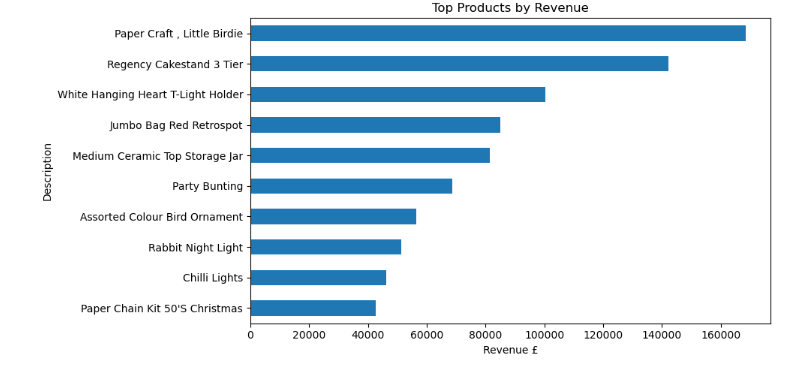 Top Products by Revenue
Description
Paper Craft , Little Birdie
Regency Cakestand 3 Tier
White Hanging Heart T-Light Holder
Jumbo Bag Red Retrospot
Medium Ceramic Top Storage Jar
Party Bunting
Assorted Colour Bird Ornament
Rabbit Night Light
Chilli Lights
Paper Chain Kit 50'S Christmas
0 20000 40000 60000 80000 100000 120000 140000 160000
Revenue £